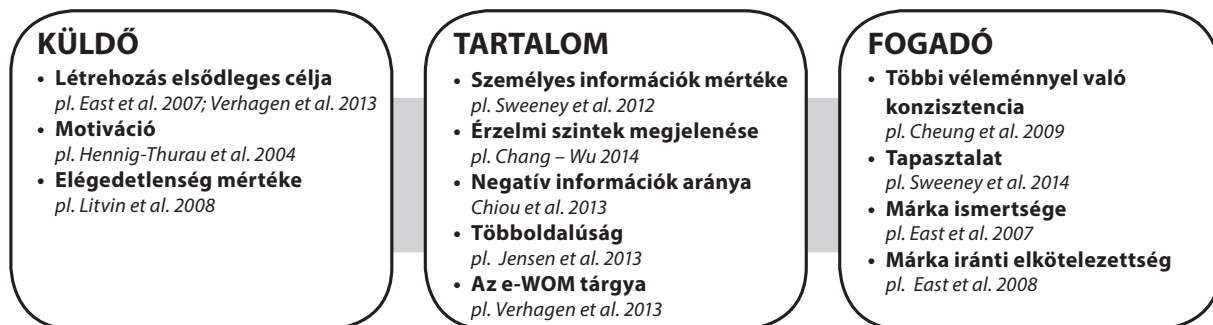 KÜLDŐ
• Létrehozás elsődleges célja
pl. East et al. 2007; Verhagen et al. 2013
• Motiváció
pl. Hennig-Thurau et al. 2004
• Elégedetlenség mértéke
pl. Litvin et al. 2008
TARTALOM
• Személyes információk mértéke
pl. Sweeney et al. 2012
• Érzelmi szintek megjelenése
pl. Chang – Wu 2014
• Negatív információk aránya
Chiou et al. 2013
• Többoldalúság
pl. Jensen et al. 2013
• Az e-WOM tárgya
pl. Verhagen et al. 2013
FOGADÓ
• Többi véleménnyel való
konzisztencia
pl. Cheung et al. 2009
• Tapasztalat
pl. Sweeney et al. 2014
• Márka ismertsége
pl. East et al. 2007
• Márka iránti elkötelezettség
pl. East et al. 2008